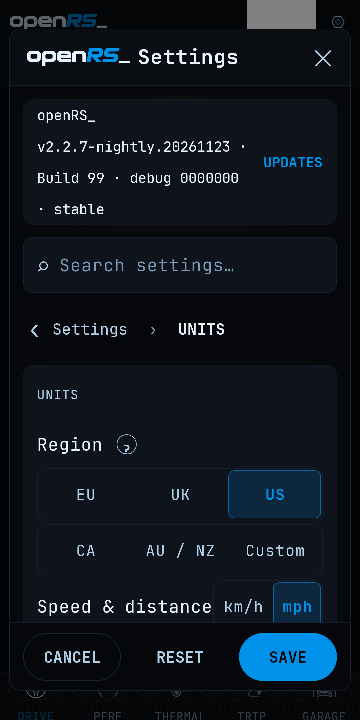 openRS_
openRS_ Settings
openRS_
v2.2.7-nightly.20261123 ·
Build 99 · debug 0000000
· stable
UPDATES
Search settings…
‹ Settings › UNITS
UNITS
Region ?
EU UK US
CA AU / NZ Custom
Speed & distance km/h mph
CANCEL RESET SAVE
DRIVE PERF THERMAL TRIP GARAGE